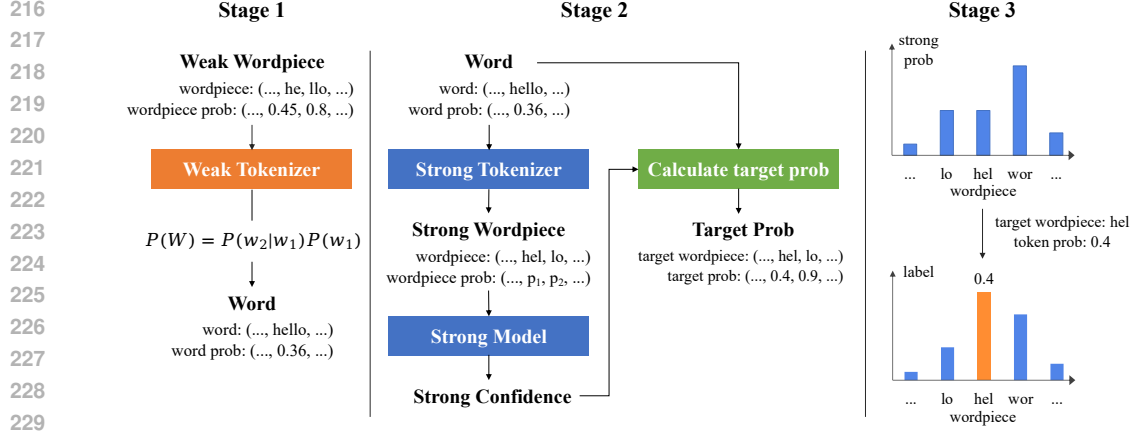 216
217
218
219
220
221
222
223
224
225
226
227
228
229
Stage 1
Weak Wordpiece
wordpiece: (..., he, llo, ...)
wordpiece prob: (..., 0.45, 0.8, ...)
Weak Tokenizer
P(W) = P(w₂|w₁)P(w₁)
Word
word: (..., hello, ...)
word prob: (..., 0.36, ...)
Stage 2
Word
word: (..., hello, ...)
word prob: (..., 0.36, ...)
Strong Tokenizer
Strong Wordpiece
wordpiece: (..., hel, lo, ...)
wordpiece prob: (..., p₁, p₂, ...)
Strong Model
Strong Confidence
Calculate target prob
Target Prob
target wordpiece: (..., hel, lo, ...)
target prob: (..., 0.4, 0.9, ...)
Stage 3
strong
prob
... lo hel wor ...
wordpiece
target wordpiece: hel
token prob: 0.4
label
0.4
... lo hel wor ...
wordpiece